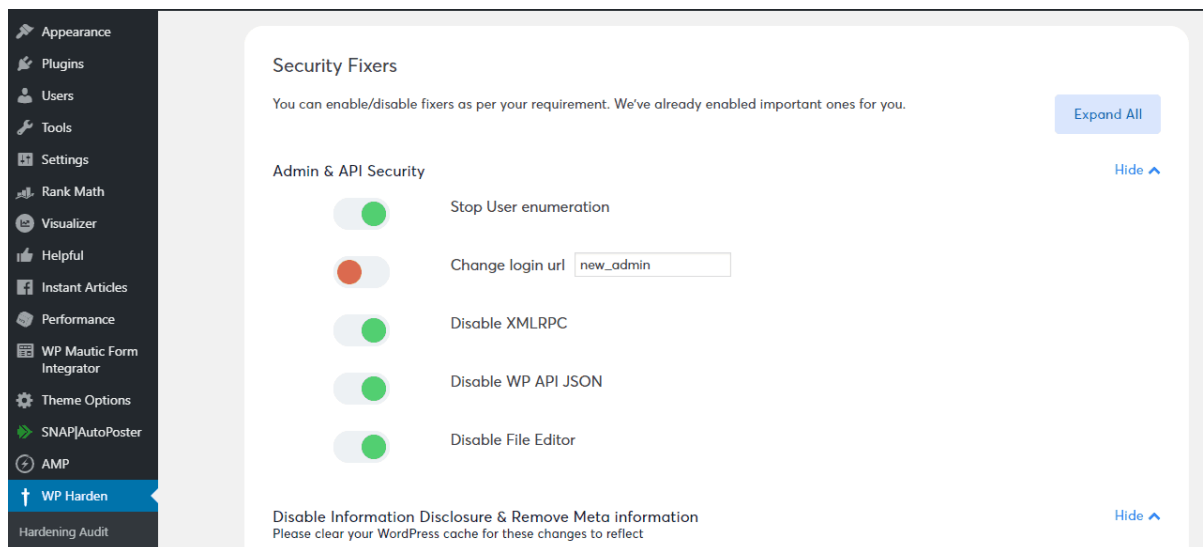 Appearance
Plugins
Users
Tools
Settings
Rank Math
Visualizer
Helpful
Instant Articles
Performance
WP Mautic Form
Integrator
Theme Options
SNAP|AutoPoster
AMP
WP Harden
Hardening Audit
Security Fixers
You can enable/disable fixers as per your requirement. We've already enabled important ones for you.
Expand All
Admin & API Security
Hide
Stop User enumeration
Change login url new_admin
Disable XMLRPC
Disable WP API JSON
Disable File Editor
Disable Information Disclosure & Remove Meta information
Hide
Please clear your WordPress cache for these changes to reflect